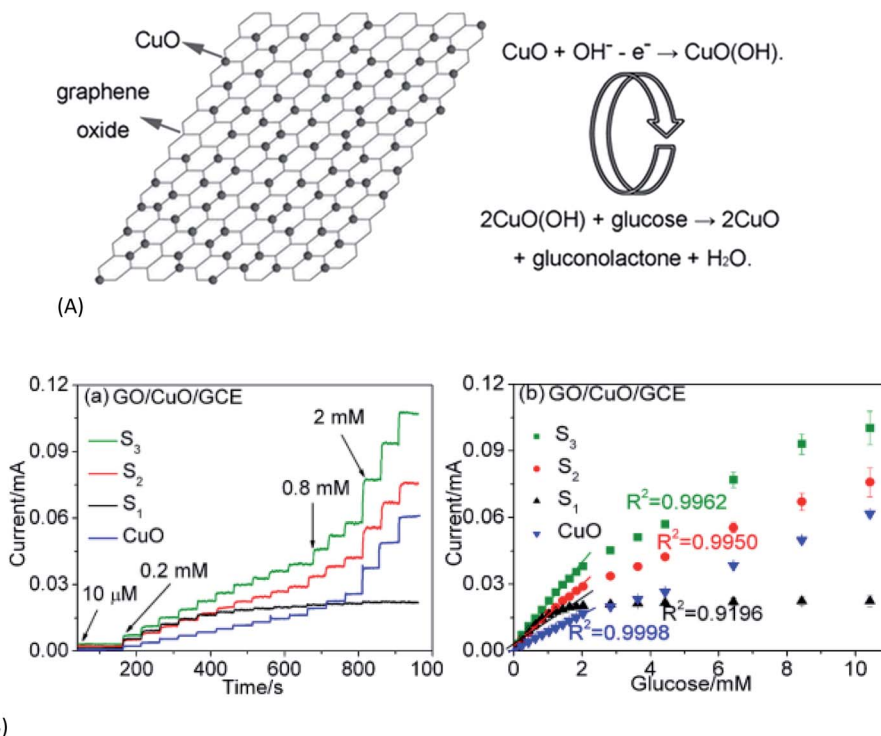 CuO
graphene
oxide
CuO + OH⁻ - e⁻ → CuO(OH).
2CuO(OH) + glucose → 2CuO
+ gluconolactone + H₂O.
(A)
(a) GO/CuO/GCE
S₃
S₂
S₁
CuO
10 μM
0.2 mM
0.8 mM
2 mM
0.12
0.09
0.06
0.03
0.00
Current/mA
200 400 600 800 100
Time/s
(b) GO/CuO/GCE
S₃
S₂
S₁
CuO
R²=0.9962
R²=0.9950
R²=0.9196
R²=0.9998
0.12
0.09
0.06
0.03
0.00
Current/mA
0 2 4 6 8 10
Glucose/mM
)